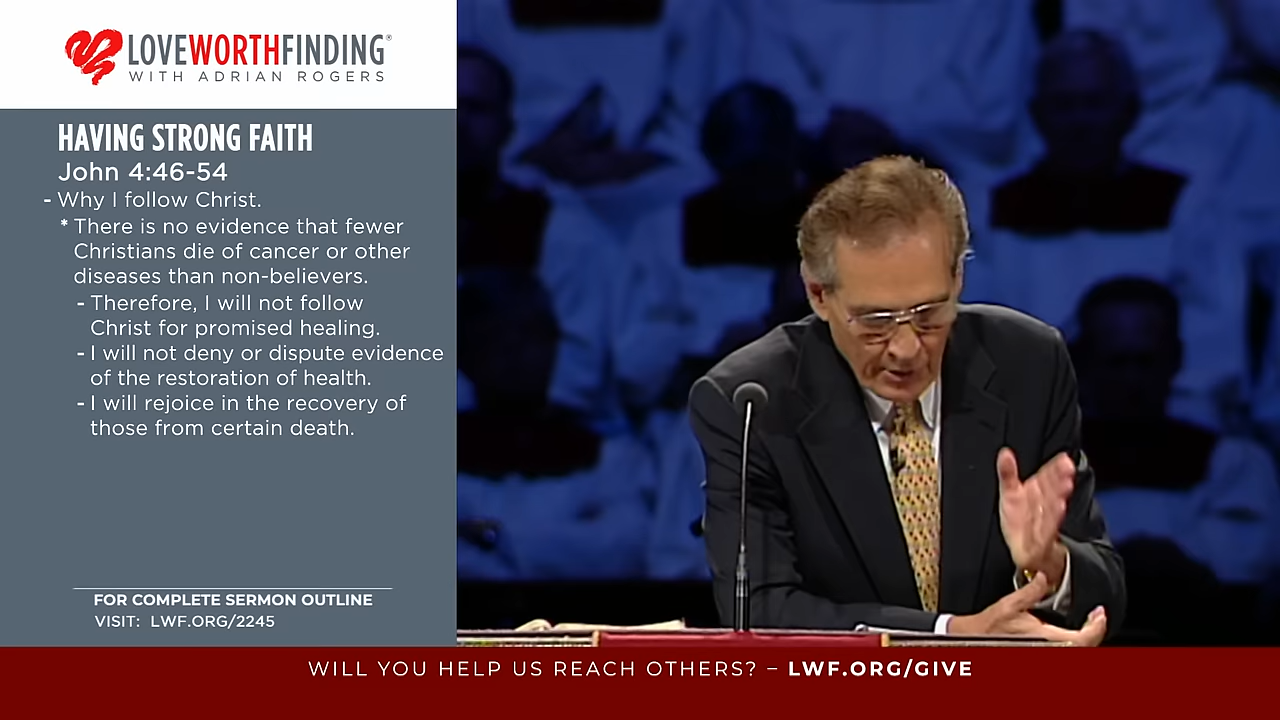 LOVEWORTHFINDING®
WITH ADRIAN ROGERS
HAVING STRONG FAITH
John 4:46-54
- Why I follow Christ.
* There is no evidence that fewer
Christians die of cancer or other
diseases than non-believers.
- Therefore, I will not follow
Christ for promised healing.
- I will not deny or dispute evidence
of the restoration of health.
- I will rejoice in the recovery of
those from certain death.
FOR COMPLETE SERMON OUTLINE
VISIT: LWF.ORG/2245
WILL YOU HELP US REACH OTHERS? – LWF.ORG/GIVE